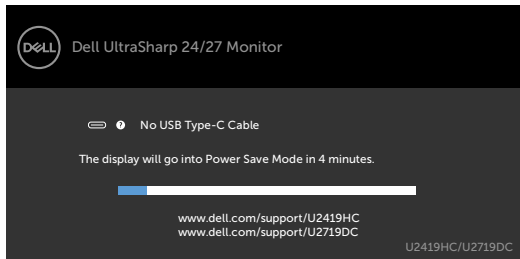 DELL
Dell UltraSharp 24/27 Monitor
? No USB Type-C Cable
The display will go into Power Save Mode in 4 minutes.
www.dell.com/support/U2419HC
www.dell.com/support/U2719DC
U2419HC/U2719DC